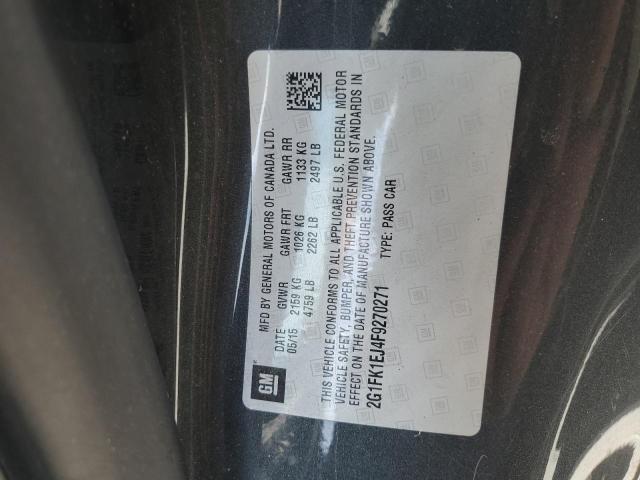 GM
MFD BY GENERAL MOTORS OF CANADA LTD.
DATE GVWR GAWR FRT GAWR RR
05/15 2159 KG 1026 KG 1133 KG
4759 LB 2262 LB 2497 LB
THIS VEHICLE CONFORMS TO ALL APPLICABLE U.S. FEDERAL MOTOR
VEHICLE SAFETY, BUMPER, AND THEFT PREVENTION STANDARDS IN
EFFECT ON THE DATE OF MANUFACTURE SHOWN ABOVE.
2G1FK1EJ4F9270271 TYPE: PASS CAR